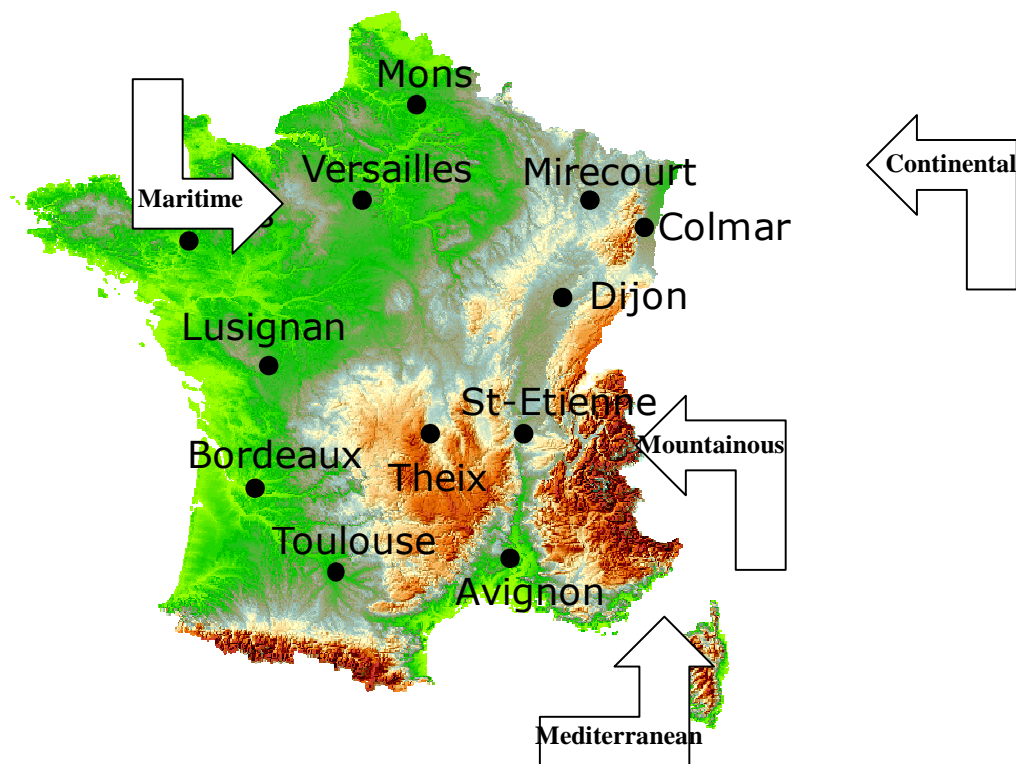 Mons
Versailles
Mirecourt
Continental
Maritime
Colmar
Dijon
Lusignan
St-Etienne
Mountainous
Bordeaux
Theix
Toulouse
Avignon
Mediterranean